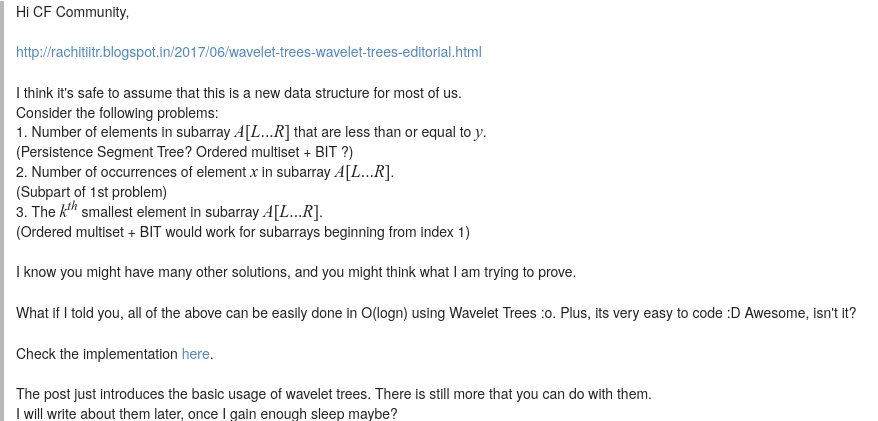 Hi CF Community,
http://rachitiitr.blogspot.in/2017/06/wavelet-trees-wavelet-trees-editorial.html
I think it's safe to assume that this is a new data structure for most of us.
Consider the following problems:
1. Number of elements in subarray A[L...R] that are less than or equal to y.
(Persistence Segment Tree? Ordered multiset + BIT ?)
2. Number of occurrences of element x in subarray A[L...R].
(Subpart of 1st problem)
3. The kth smallest element in subarray A[L...R].
(Ordered multiset + BIT would work for subarrays beginning from index 1)
I know you might have many other solutions, and you might think what I am trying to prove.
What if I told you, all of the above can be easily done in O(logn) using Wavelet Trees :o. Plus, its very easy to code :D Awesome, isn't it?
Check the implementation here.
The post just introduces the basic usage of wavelet trees. There is still more that you can do with them.
I will write about them later, once I gain enough sleep maybe?